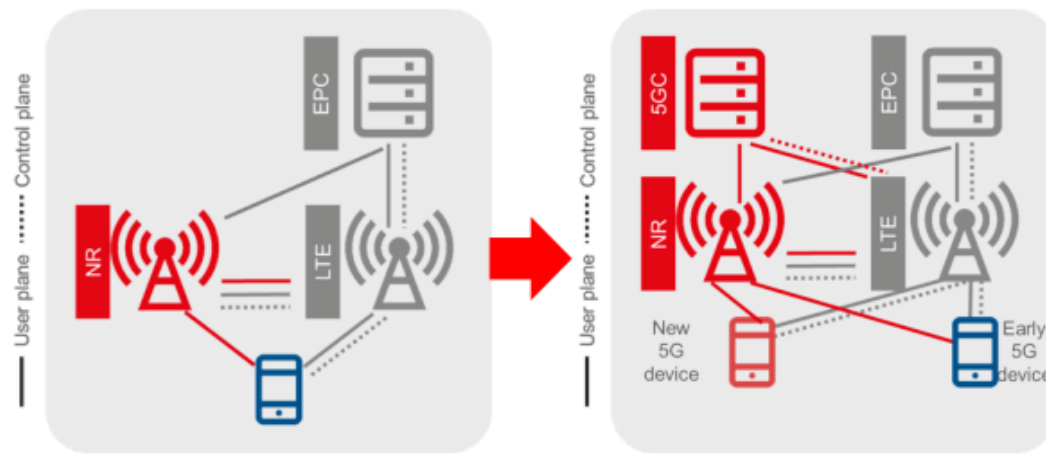 User plane Control plane
EPC
NR
LTE
User plane Control plane
5GC
EPC
NR
LTE
New
5G
device
Early
5G
device